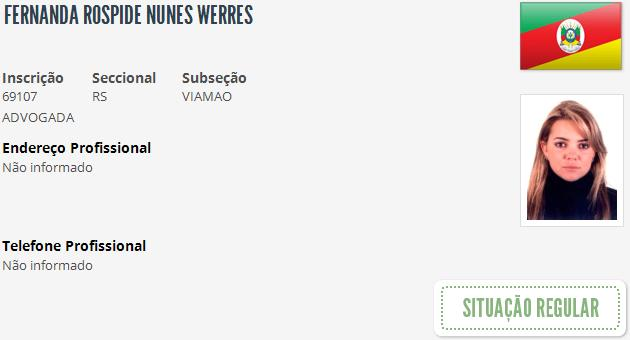 FERNANDA ROSPIDE NUNES WERRES
Inscrição Seccional Subseção
69107 RS VIAMAO
ADVOGADA
Endereço Profissional
Não informado
Telefone Profissional
Não informado
SITUAÇÃO REGULAR